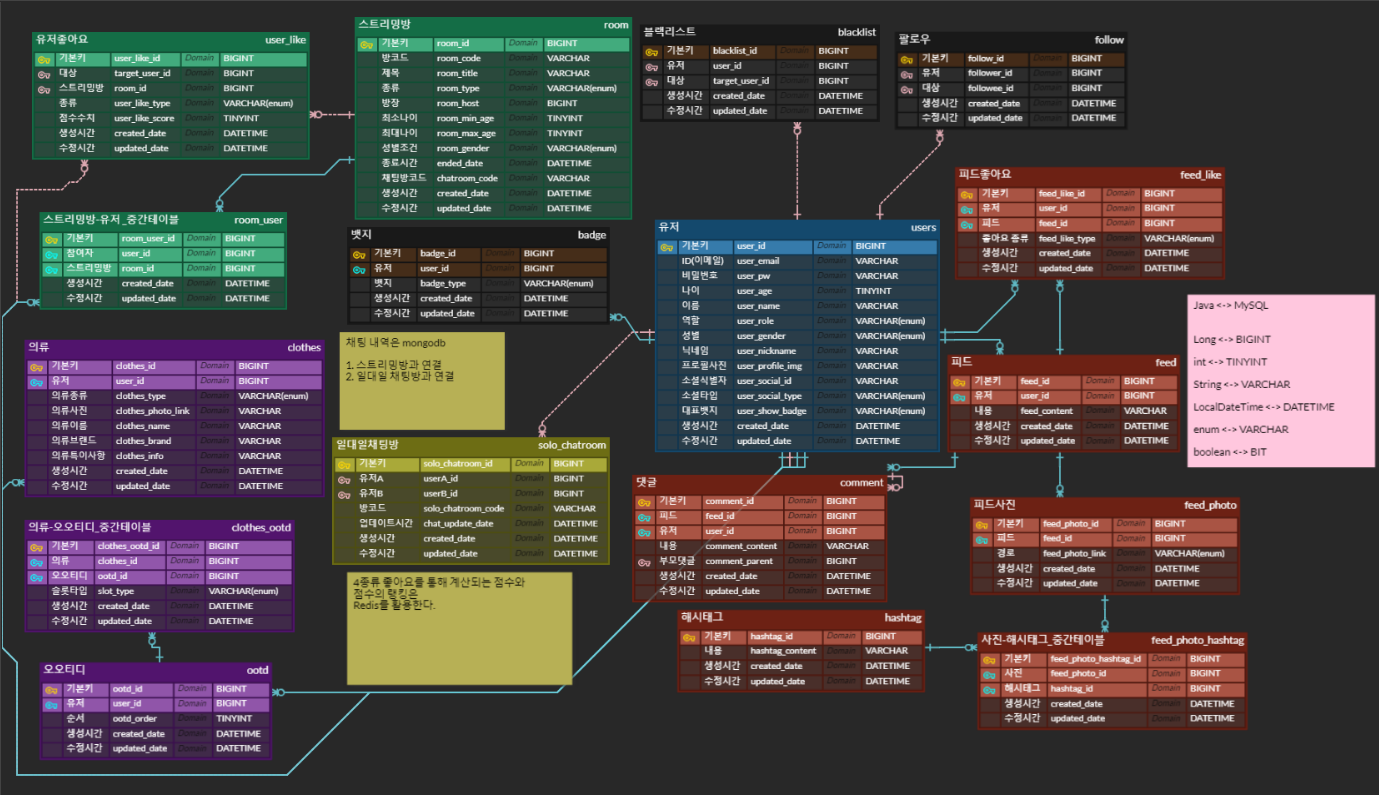 유저좋아요 user_like
기본키 user_like_id Domain BIGINT
대상 target_user_id Domain BIGINT
스트리밍방 room_id Domain BIGINT
종류 user_like_type Domain VARCHAR(enum)
점수수지 user_like_score Domain TINYINT
생성시간 created_date Domain DATETIME
수정시간 updated_date Domain DATETIME
스트리밍방 room
기본키 room_id Domain BIGINT
방코드 room_code Domain VARCHAR
제목 room_title Domain VARCHAR
종류 room_type Domain VARCHAR(enum)
방장 room_host Domain BIGINT
최소나이 room_min_age Domain TINYINT
최대나이 room_max_age Domain TINYINT
성별조건 room_gender Domain VARCHAR(enum)
종료시간 ended_date Domain DATETIME
채팅방코드 chatroom_code Domain VARCHAR
생성시간 created_date Domain DATETIME
수정시간 updated_date Domain DATETIME
블랙리스트 blacklist
기본키 blacklist_id Domain BIGINT
유저 user_id Domain BIGINT
대상 target_user_id Domain BIGINT
생성시간 created_date Domain DATETIME
수정시간 updated_date Domain DATETIME
팔로우 follow
기본키 follow_id Domain BIGINT
유저 follower_id Domain BIGINT
대상 followee_id Domain BIGINT
생성시간 created_date Domain DATETIME
수정시간 updated_date Domain DATETIME
스트리밍방-유저_중간테이블 room_user
기본키 room_user_id Domain BIGINT
참여자 user_id Domain BIGINT
스트리밍방 room_id Domain BIGINT
생성시간 created_date Domain DATETIME
수정시간 updated_date Domain DATETIME
뱃지 badge
기본키 badge_id Domain BIGINT
유저 user_id Domain BIGINT
뱃지 badge_type Domain VARCHAR(enum)
생성시간 created_date Domain DATETIME
수정시간 updated_date Domain DATETIME
유저 users
기본키 user_id Domain BIGINT
ID(이메일) user_email Domain VARCHAR
비밀번호 user_pw Domain VARCHAR
나이 user_age Domain TINYINT
이름 user_name Domain VARCHAR
역할 user_role Domain VARCHAR(enum)
성별 user_gender Domain VARCHAR(enum)
닉네임 user_nickname Domain VARCHAR
프로필사진 user_profile_img Domain VARCHAR
소셜식별자 user_social_id Domain VARCHAR
소셜타입 user_social_type Domain VARCHAR(enum)
대표뱃지 user_show_badge Domain VARCHAR(enum)
생성시간 created_date Domain DATETIME
수정시간 updated_date Domain DATETIME
피드좋아요 feed_like
기본키 feed_like_id Domain BIGINT
유저 user_id Domain BIGINT
피드 feed_id Domain BIGINT
좋아요 종류 feed_like_type Domain VARCHAR(enum)
생성시간 created_date Domain DATETIME
수정시간 updated_date Domain DATETIME
Java <-> MySQL
Long <-> BIGINT
int <-> TINYINT
String <-> VARCHAR
LocalDateTime <-> DATETIME
enum <-> VARCHAR
boolean <-> BIT
의류 clothes
기본키 clothes_id Domain BIGINT
유저 user_id Domain BIGINT
의류종류 clothes_type Domain VARCHAR(enum)
의류사진 clothes_photo_link Domain VARCHAR
의류이름 clothes_name Domain VARCHAR
의류브랜드 clothes_brand Domain VARCHAR
의류특이사항 clothes_info Domain VARCHAR
생성시간 created_date Domain DATETIME
수정시간 updated_date Domain DATETIME
채팅 내역은 mongodb
1. 스트리밍방과 연결
2. 일대일 채팅방과 연결
피드 feed
기본키 feed_id Domain BIGINT
유저 user_id Domain BIGINT
내용 feed_content Domain VARCHAR
생성시간 created_date Domain DATETIME
수정시간 updated_date Domain DATETIME
일대일채팅방 solo_chatroom
기본키 solo_chatroom_id Domain BIGINT
유저A userA_id Domain BIGINT
유저B userB_id Domain BIGINT
방코드 solo_chatroom_code Domain VARCHAR
업데이트시간 chat_update_date Domain DATETIME
생성시간 created_date Domain DATETIME
수정시간 updated_date Domain DATETIME
댓글 comment
기본키 comment_id Domain BIGINT
피드 feed_id Domain BIGINT
유저 user_id Domain BIGINT
내용 comment_content Domain VARCHAR
부모댓글 comment_parent Domain BIGINT
생성시간 created_date Domain DATETIME
수정시간 updated_date Domain DATETIME
피드사진 feed_photo
기본키 feed_photo_id Domain BIGINT
피드 feed_id Domain BIGINT
경로 feed_photo_link Domain VARCHAR(enum)
생성시간 created_date Domain DATETIME
수정시간 updated_date Domain DATETIME
의류-오오티디_중간테이블 clothes_ootd
기본키 clothes_ootd_id Domain BIGINT
의류 clothes_id Domain BIGINT
오오티디 ootd_id Domain BIGINT
슬롯타입 slot_type Domain VARCHAR(enum)
생성시간 created_date Domain DATETIME
수정시간 updated_date Domain DATETIME
4종류 좋아요를 통해 계산되는 점수와
점수의 랭킹은
Redis를 활용한다.
해시태그 hashtag
기본키 hashtag_id Domain BIGINT
내용 hashtag_content Domain VARCHAR
생성시간 created_date Domain DATETIME
수정시간 updated_date Domain DATETIME
사진-해시태그_중간테이블 feed_photo_hashtag
기본키 feed_photo_hashtag_id Domain BIGINT
사진 feed_photo_id Domain BIGINT
해시태그 hashtag_id Domain BIGINT
생성시간 created_date Domain DATETIME
수정시간 updated_date Domain DATETIME
오오티디 ootd
기본키 ootd_id Domain BIGINT
유저 user_id Domain BIGINT
순서 ootd_order Domain TINYINT
생성시간 created_date Domain DATETIME
수정시간 updated_date Domain DATETIME